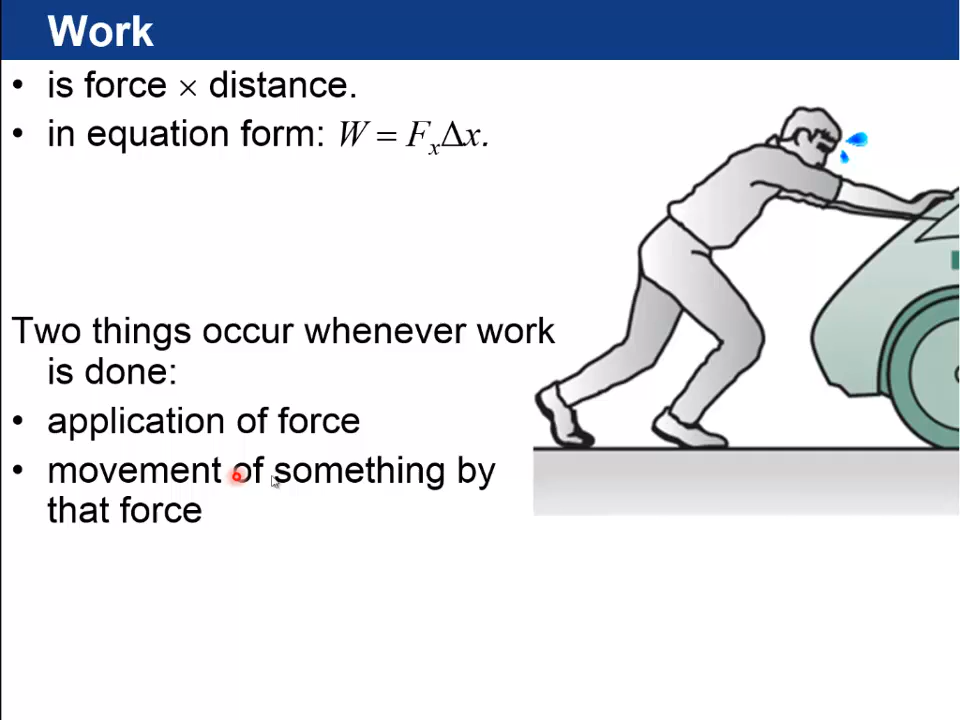 Work
• is force × distance.
• in equation form: W = FₓΔx.
Two things occur whenever work
is done:
• application of force
• movement of something by
that force